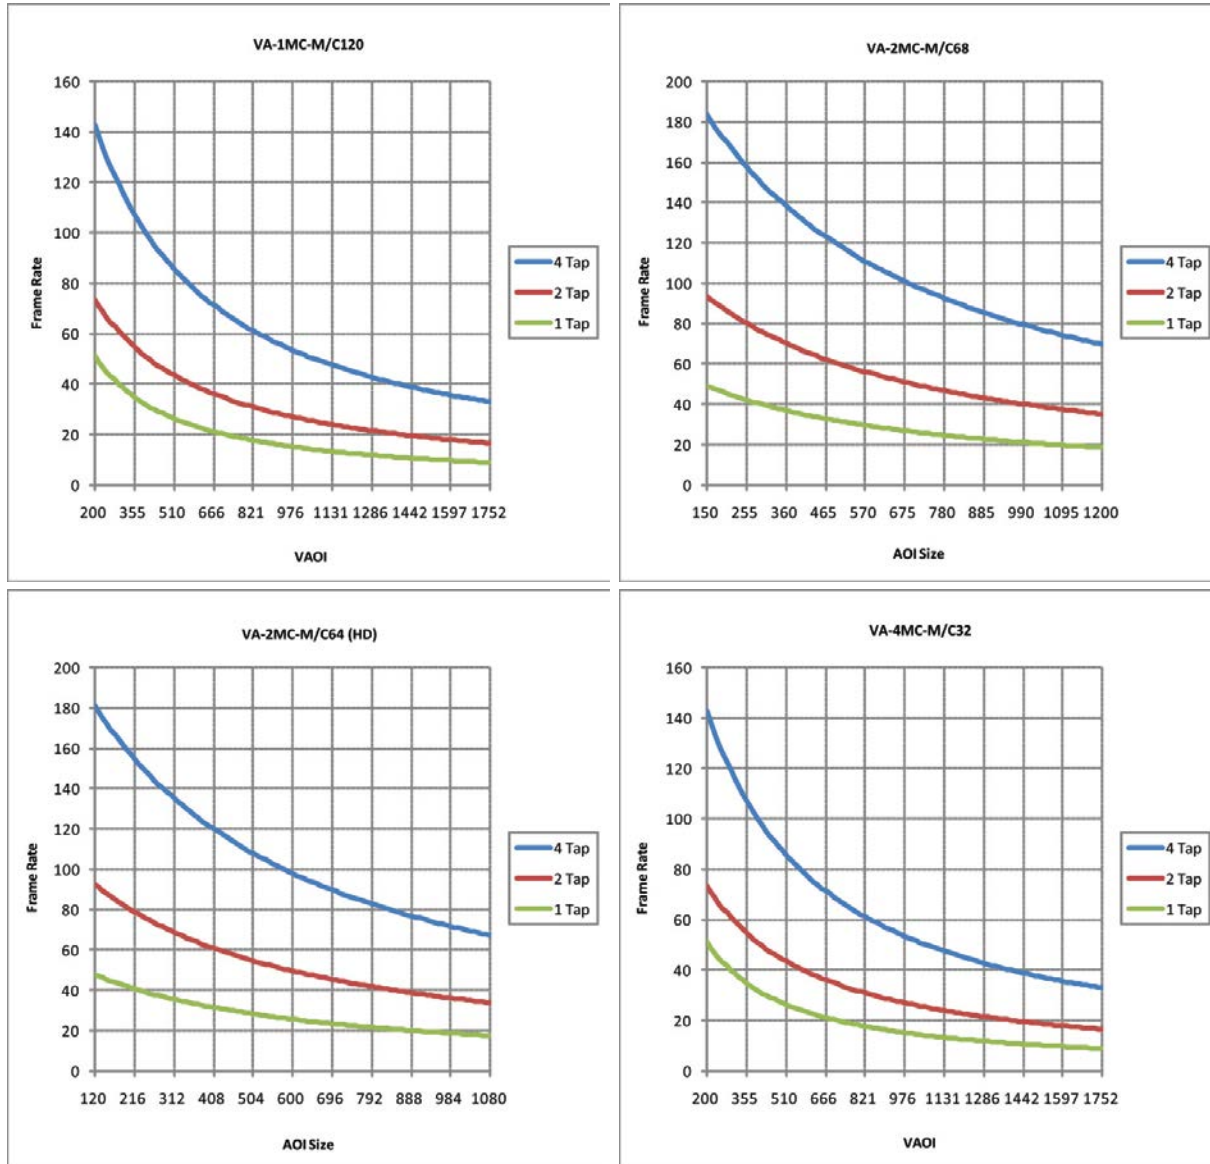 VA-1MC-M/C120
160
140
120
100
80
60
40
20
0
Frame Rate
200 355 510 666 821 976 1131 1286 1442 1597 1752
VAOI
4 Tap
2 Tap
1 Tap
VA-2MC-M/C68
200
180
160
140
120
100
80
60
40
20
0
Frame Rate
150 255 360 465 570 675 780 885 990 1095 1200
AOI Size
4 Tap
2 Tap
1 Tap
VA-2MC-M/C64 (HD)
200
180
160
140
120
100
80
60
40
20
0
Frame Rate
120 216 312 408 504 600 696 792 888 984 1080
AOI Size
4 Tap
2 Tap
1 Tap
VA-4MC-M/C32
160
140
120
100
80
60
40
20
0
Frame Rate
200 355 510 666 821 976 1131 1286 1442 1597 1752
VAOI
4 Tap
2 Tap
1 Tap